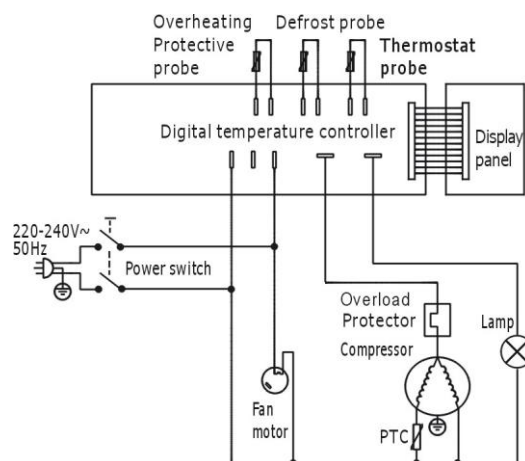 Overheating
Protective
probe
Defrost probe
Thermostat
probe
Digital temperature controller
Display
panel
220-240V~
50Hz
Power switch
Overload
Protector
Compressor
Lamp
Fan
motor
PTC